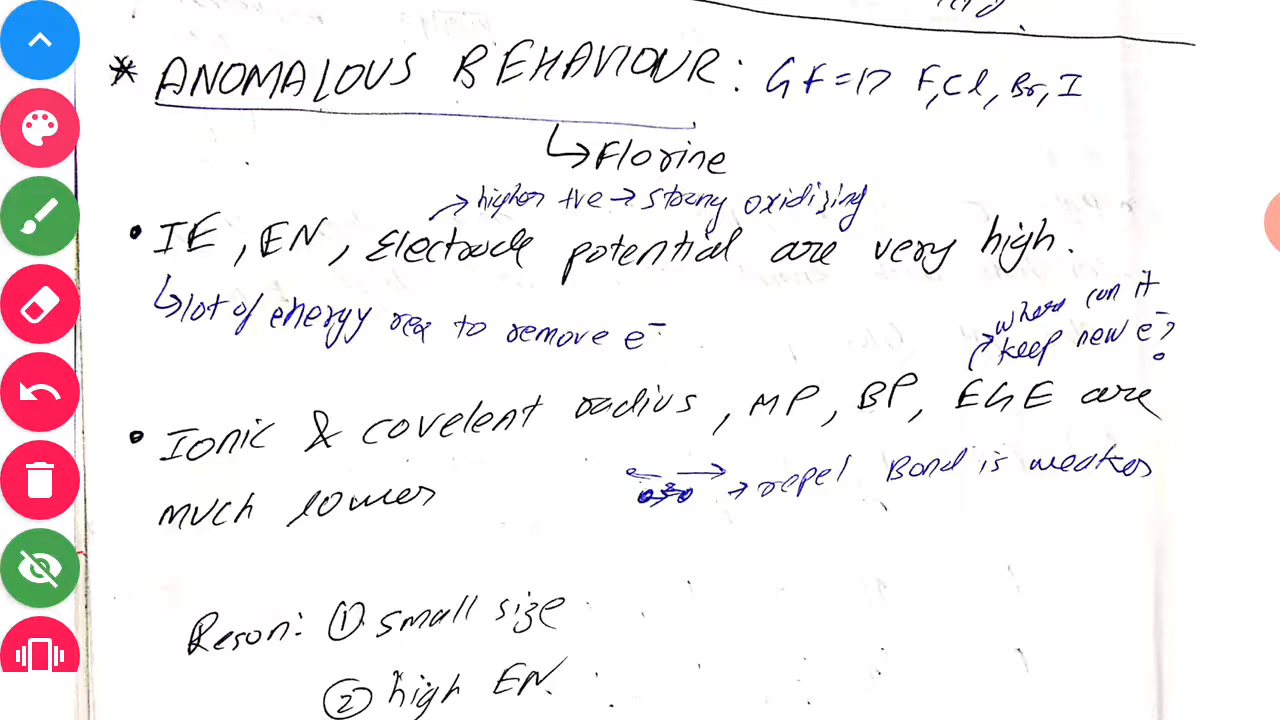 * ANOMALOUS BEHAVIOUR: Gr=17 F, Cl, Br, I
↳Florine
→ higher +ve → strong oxidizing
• IE, EN, Electrode potential are very high.
↳lot of energy req to remove e⁻
where can it
keep new e⁻?
• Ionic & covelent radius, MP, BP, EGE are
→ repel Bond is weaker
much lower
Reson: ① small size
② high EN.